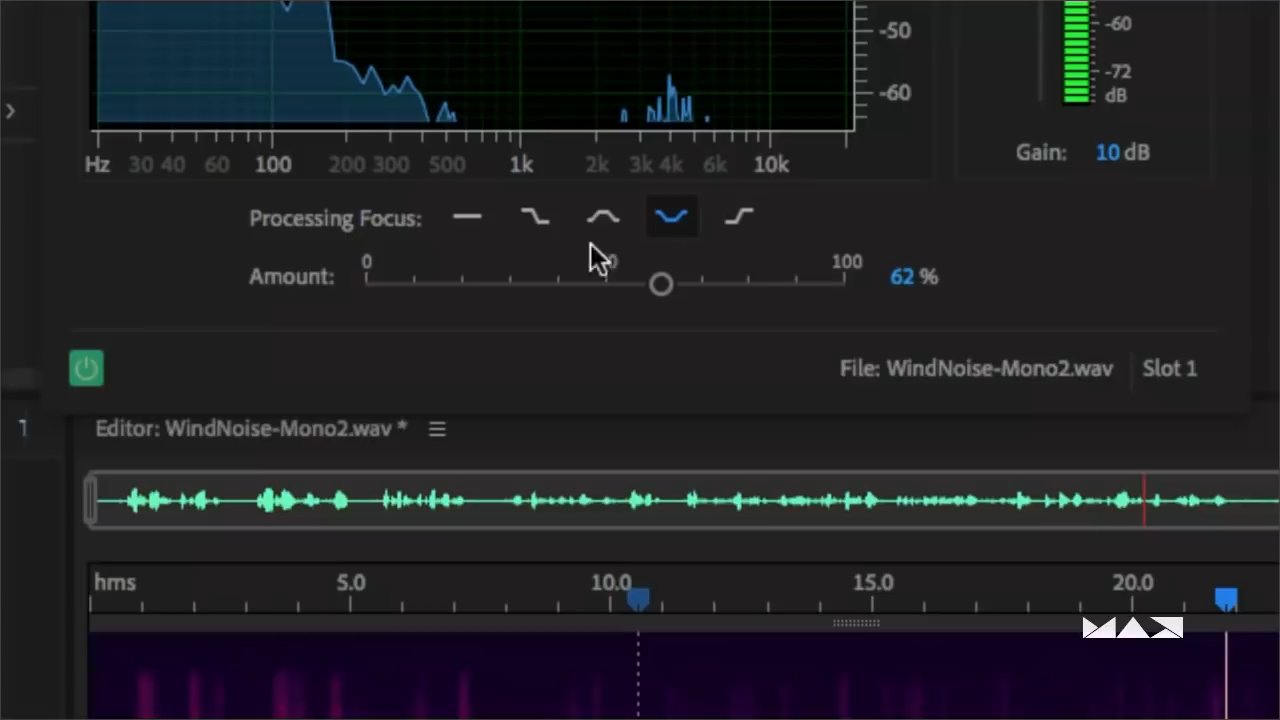 -60
-50
-72
-60
dB
Hz 30 40 60 100 200 300 500 1k 2k 3k 4k 6k 10k
Gain: 10 dB
Processing Focus:
0 100
Amount: 62 %
File: WindNoise-Mono2.wav Slot 1
Editor: WindNoise-Mono2.wav *
hms 5.0 10.0 15.0 20.0
MAX